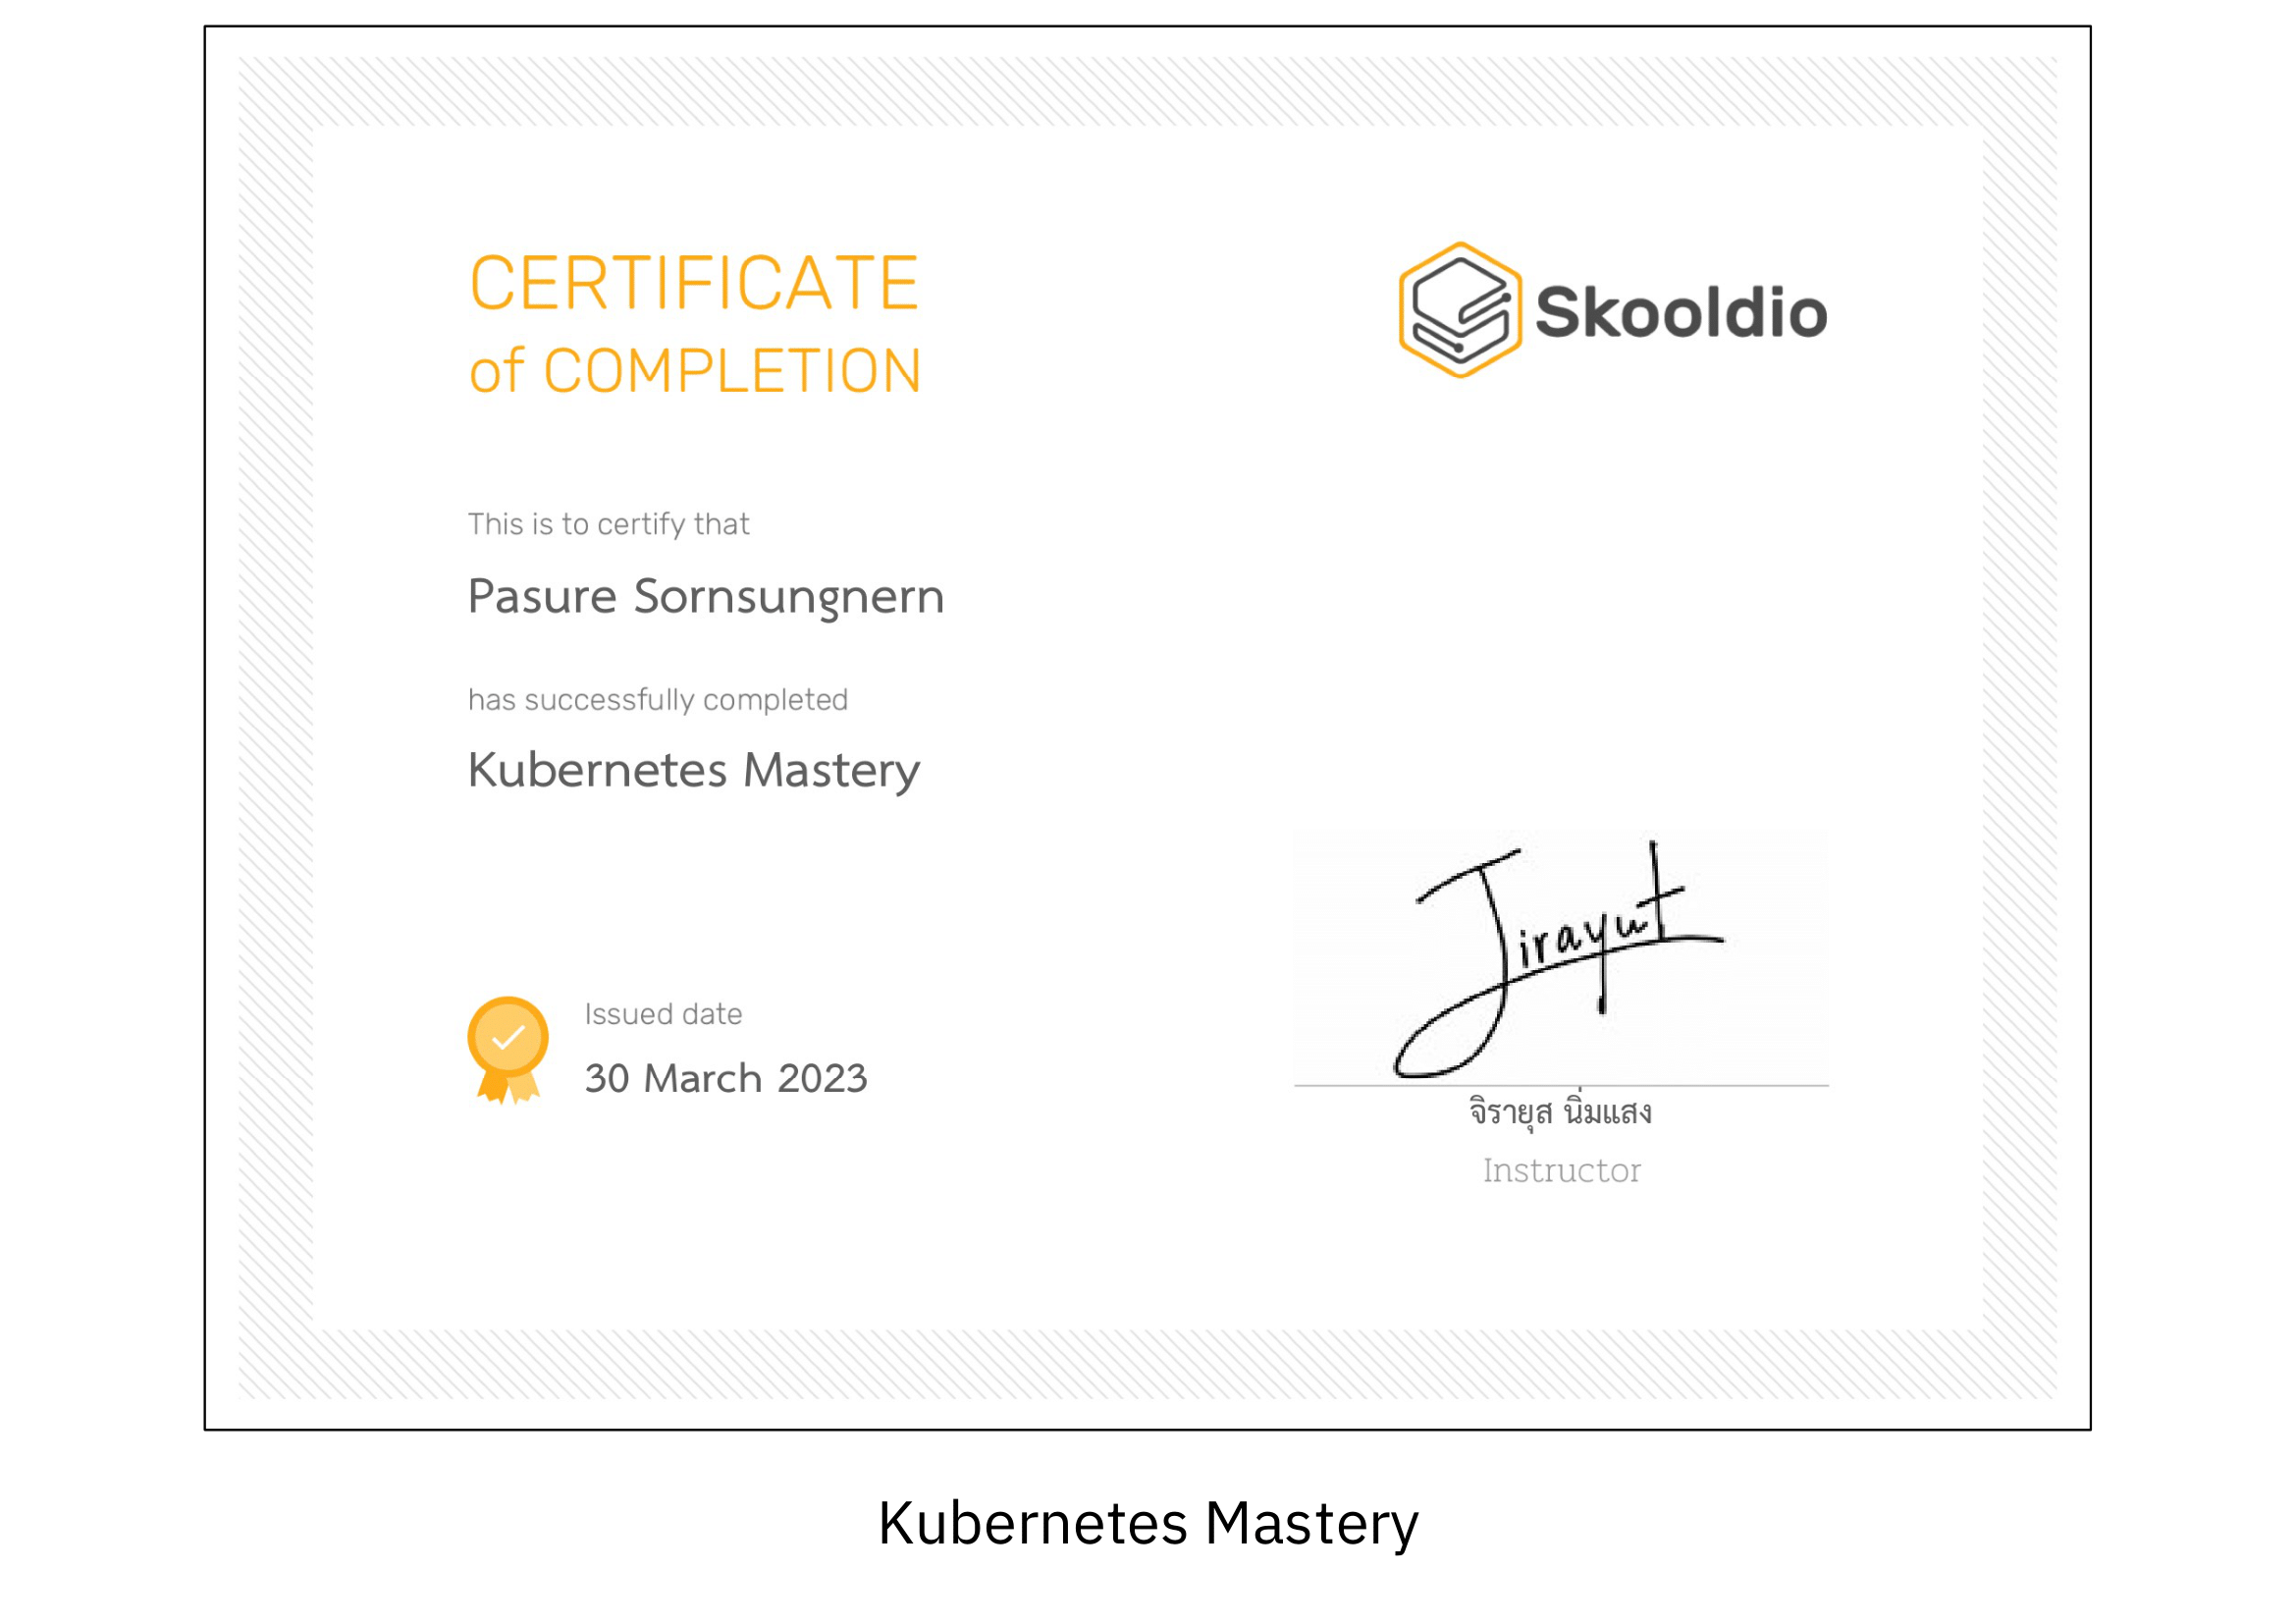 CERTIFICATE
of COMPLETION
Skooldio
This is to certify that
Pasure Sornsungnern
has successfully completed
Kubernetes Mastery
Jirayut
Issued date
30 March 2023
จิรายุส นิ่มแสง
Instructor
Kubernetes Mastery